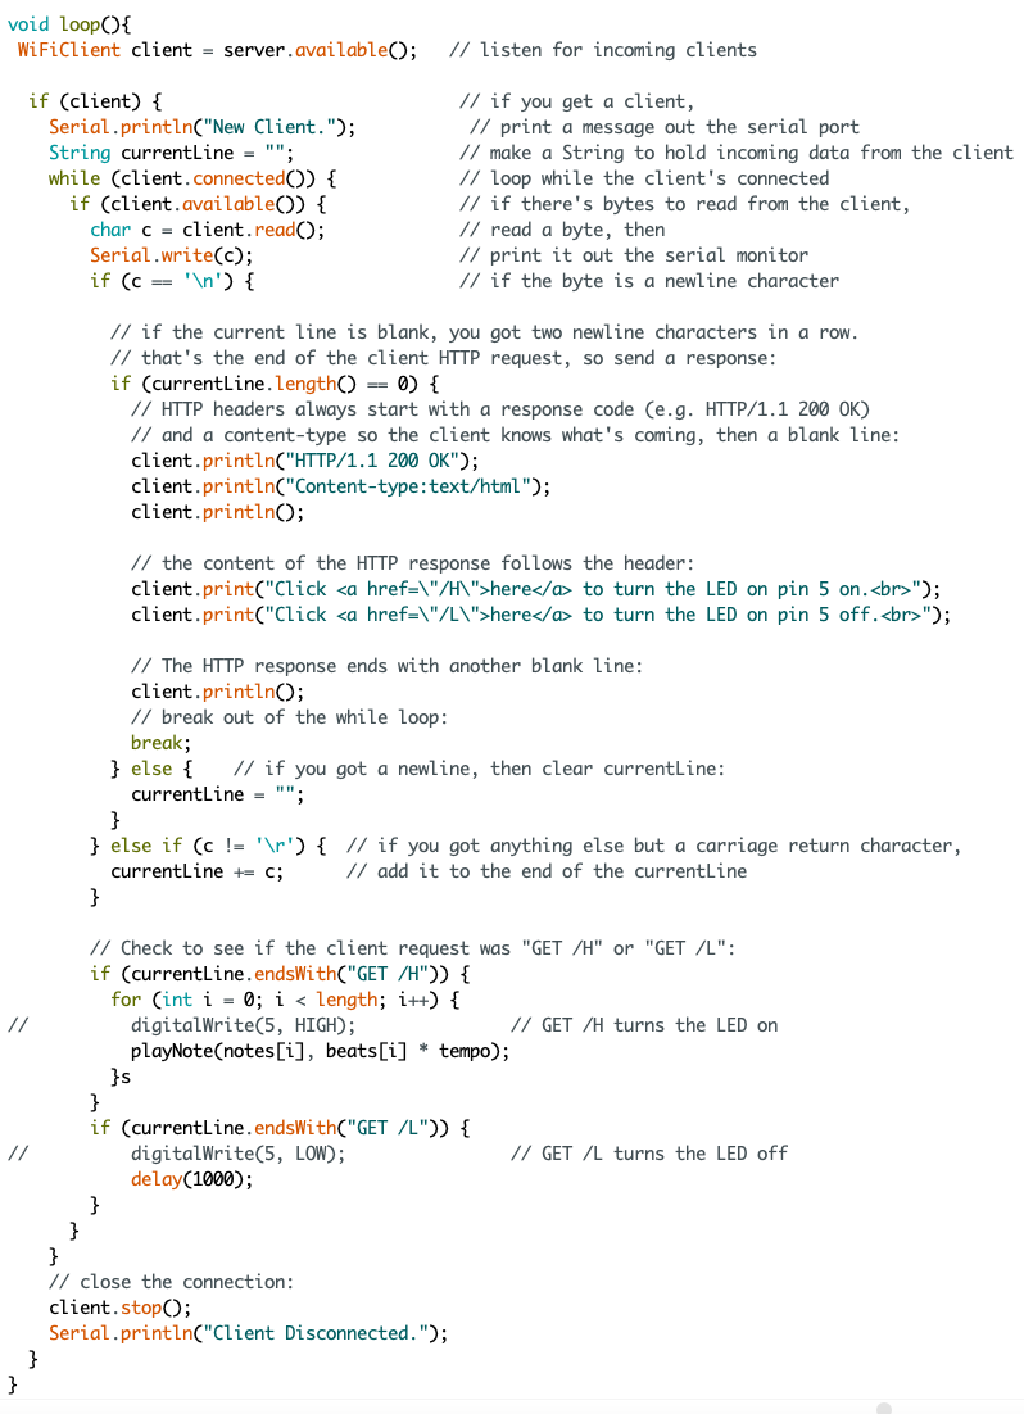 void loop(){
 WiFiClient client = server.available();   // listen for incoming clients

  if (client) {                             // if you get a client,
    Serial.println("New Client.");           // print a message out the serial port
    String currentLine = "";                // make a String to hold incoming data from the client
    while (client.connected()) {            // loop while the client's connected
      if (client.available()) {             // if there's bytes to read from the client,
        char c = client.read();             // read a byte, then
        Serial.write(c);                    // print it out the serial monitor
        if (c == '\n') {                    // if the byte is a newline character

          // if the current line is blank, you got two newline characters in a row.
          // that's the end of the client HTTP request, so send a response:
          if (currentLine.length() == 0) {
            // HTTP headers always start with a response code (e.g. HTTP/1.1 200 OK)
            // and a content-type so the client knows what's coming, then a blank line:
            client.println("HTTP/1.1 200 OK");
            client.println("Content-type:text/html");
            client.println();

            // the content of the HTTP response follows the header:
            client.print("Click <a href=\"/H\">here</a> to turn the LED on pin 5 on.<br>");
            client.print("Click <a href=\"/L\">here</a> to turn the LED on pin 5 off.<br>");

            // The HTTP response ends with another blank line:
            client.println();
            // break out of the while loop:
            break;
          } else {    // if you got a newline, then clear currentLine:
            currentLine = "";
          }
        } else if (c != '\r') {  // if you got anything else but a carriage return character,
          currentLine += c;      // add it to the end of the currentLine
        }

        // Check to see if the client request was "GET /H" or "GET /L":
        if (currentLine.endsWith("GET /H")) {
          for (int i = 0; i < length; i++) {
//          digitalWrite(5, HIGH);               // GET /H turns the LED on
            playNote(notes[i], beats[i] * tempo);
          }s
        }
        if (currentLine.endsWith("GET /L")) {
//          digitalWrite(5, LOW);                // GET /L turns the LED off
            delay(1000);
        }
      }
    }
    // close the connection:
    client.stop();
    Serial.println("Client Disconnected.");
  }
}